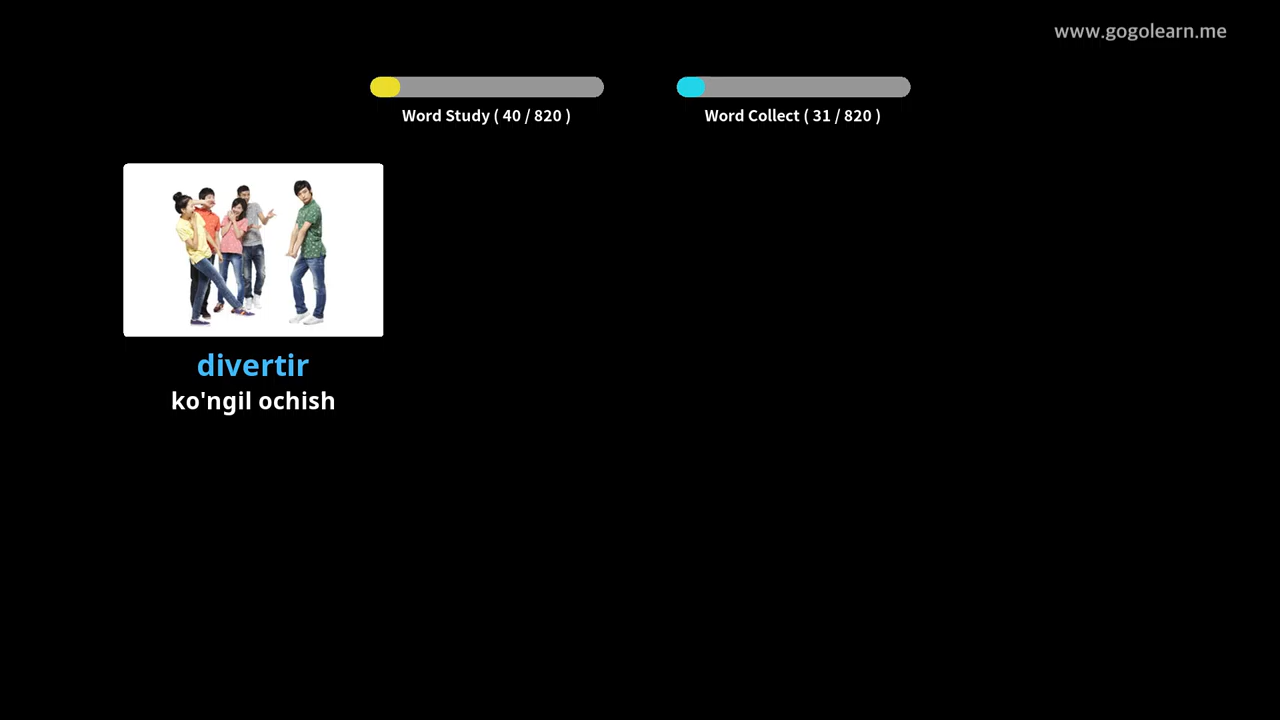 www.gogolearn.me
Word Study ( 40 / 820 )
Word Collect ( 31 / 820 )
divertir
ko'ngil ochish